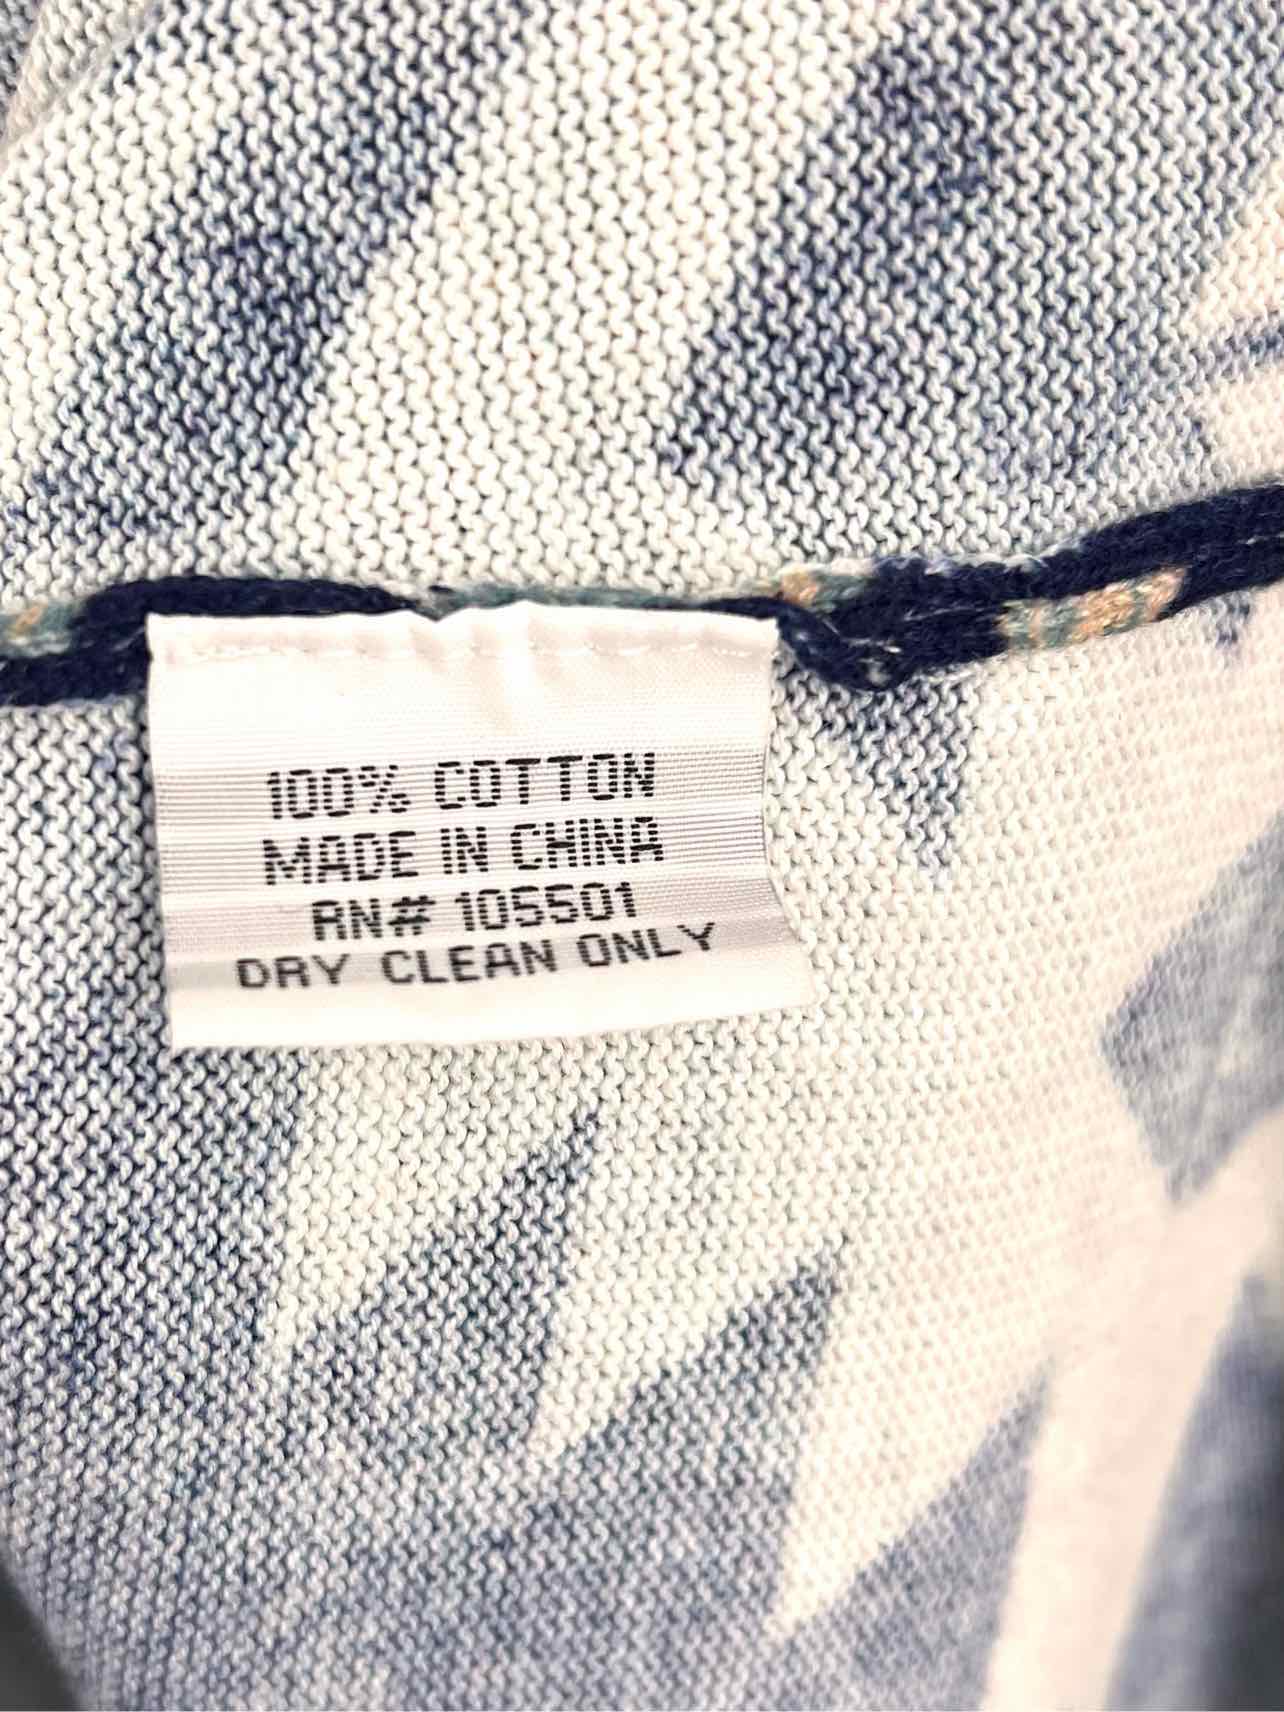 100% COTTON
MADE IN CHINA
RN# 105501
DRY CLEAN ONLY